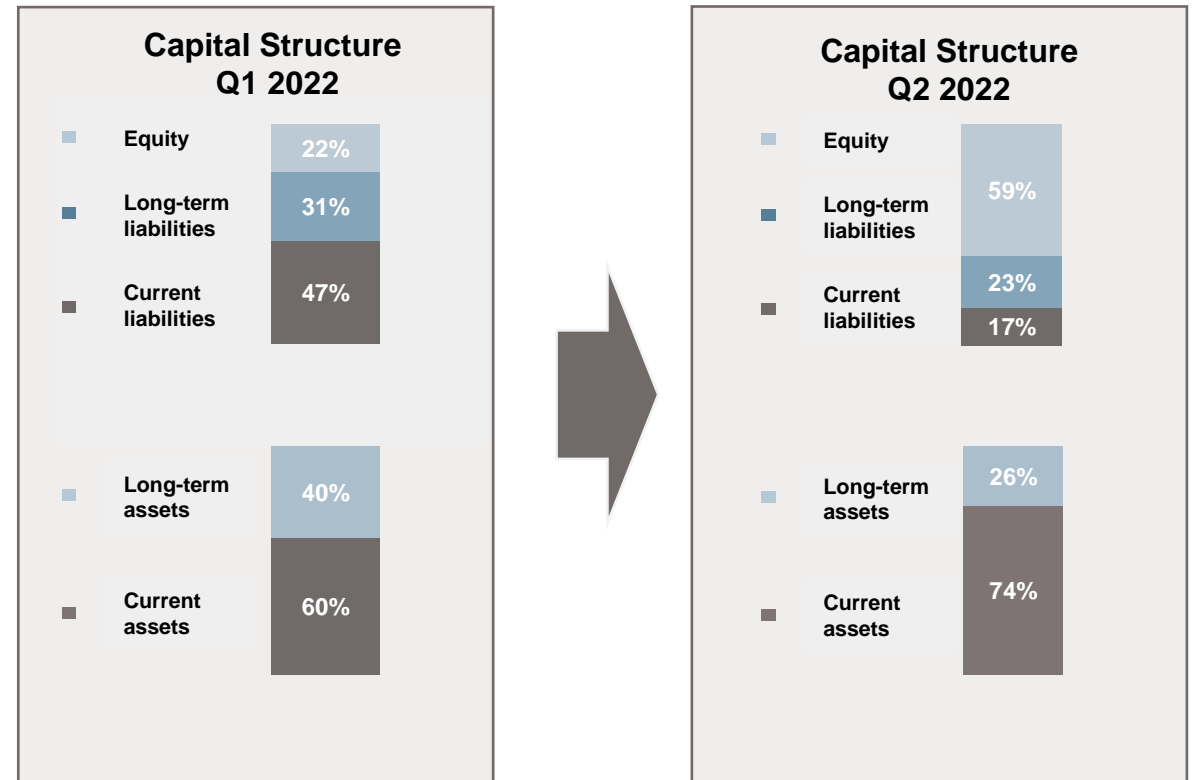 Capital Structure
Q1 2022
Equity
22%
Long-term
liabilities
31%
Current
liabilities
47%
Long-term
assets
40%
Current
assets
60%
Capital Structure
Q2 2022
Equity
59%
Long-term
liabilities
23%
Current
liabilities
17%
Long-term
assets
26%
Current
assets
74%